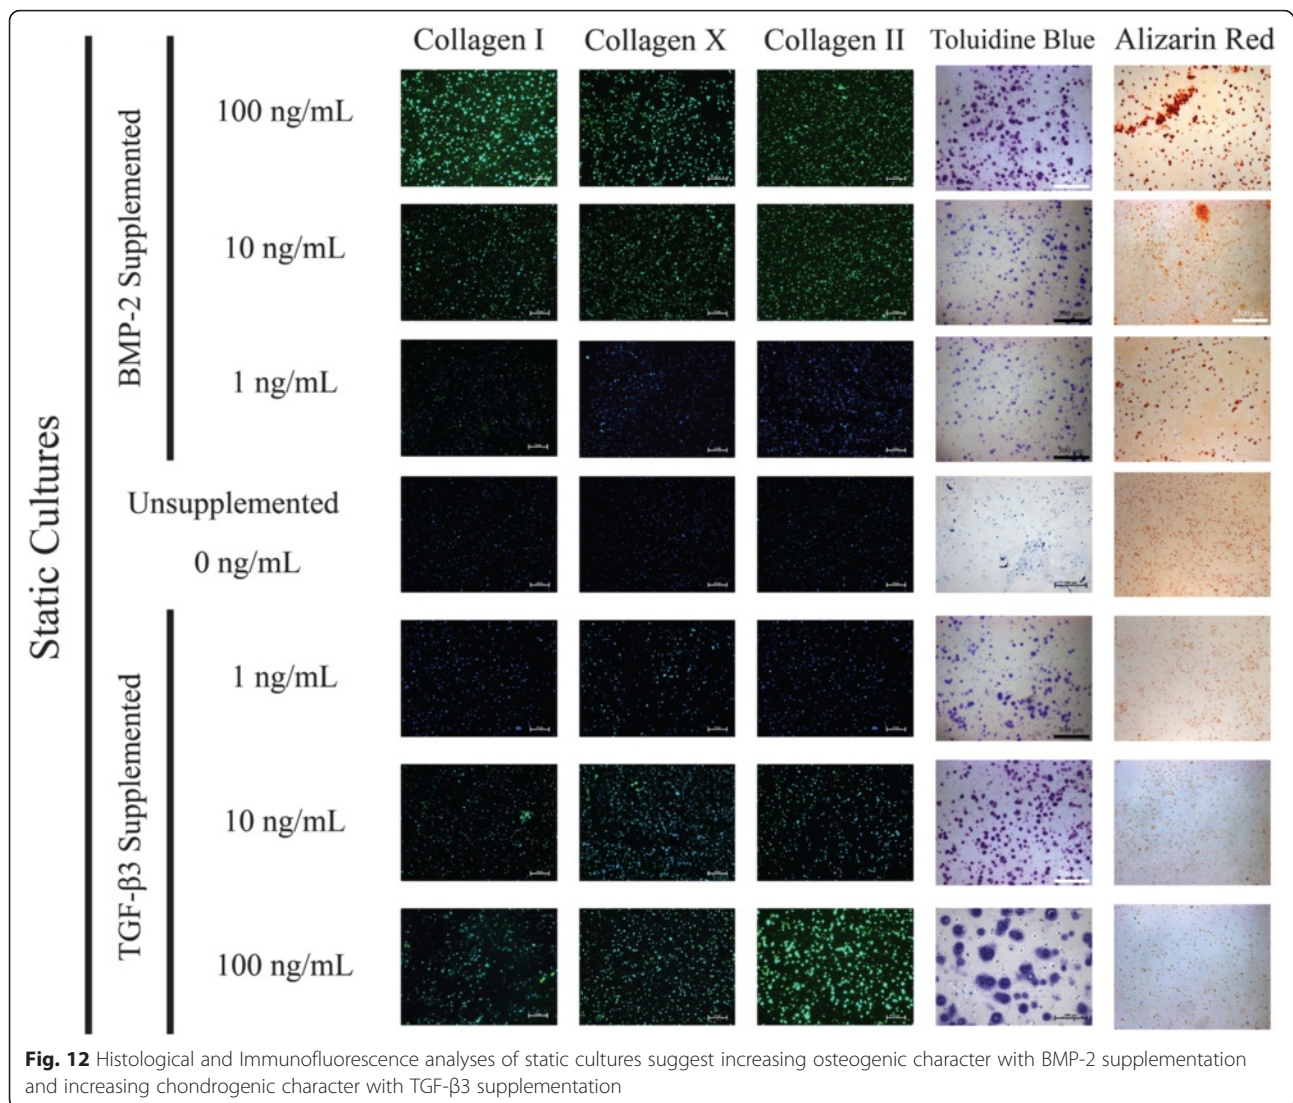 Collagen I Collagen X Collagen II Toluidine Blue Alizarin Red
Static Cultures
BMP-2 Supplemented
100 ng/mL
10 ng/mL
1 ng/mL
Unsupplemented
0 ng/mL
TGF-β3 Supplemented
1 ng/mL
10 ng/mL
100 ng/mL
Fig. 12 Histological and Immunofluorescence analyses of static cultures suggest increasing osteogenic character with BMP-2 supplementation
and increasing chondrogenic character with TGF-β3 supplementation